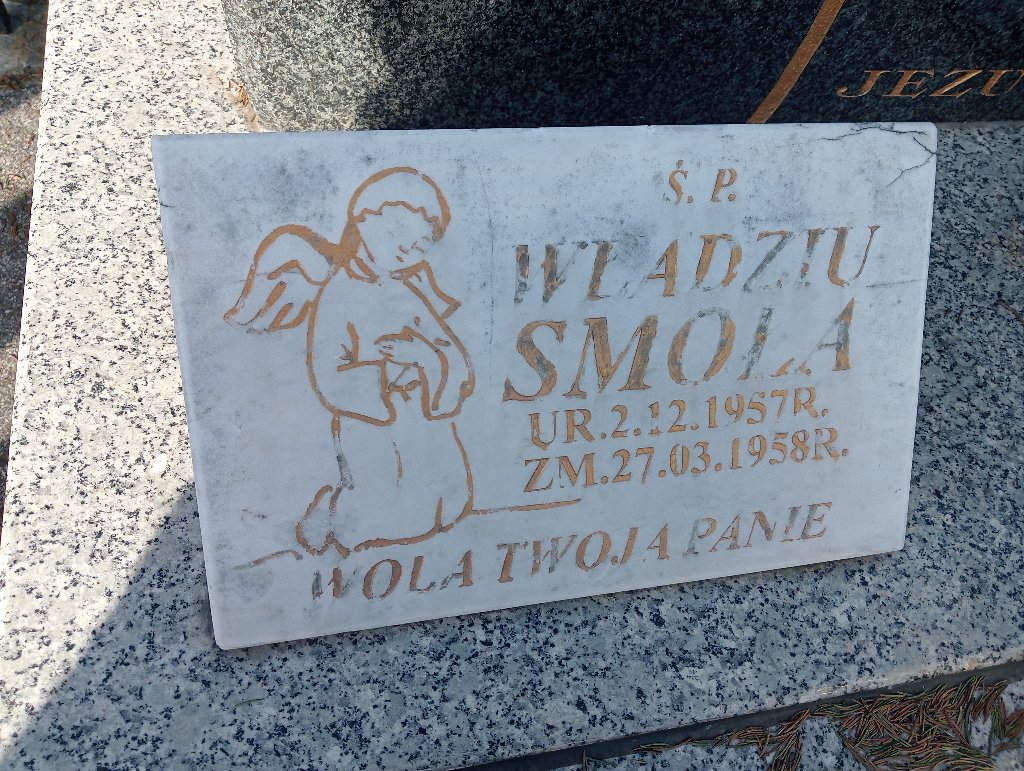 JEZU
Ś. P.
WŁADZIU
SMOLA
UR.2.12.1957R.
ZM.27.03.1958R.
WOLA TWOJA PANIE